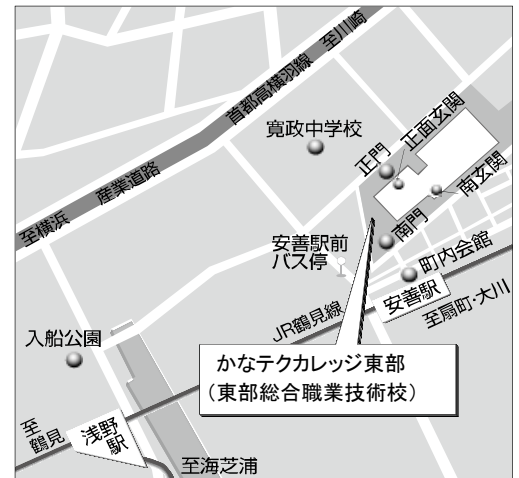 至川崎
首都高横羽線
寛政中学校
正門
正面玄関
南玄関
産業道路
至横浜
南門
安善駅前
バス停
町内会館
安善駅
JR鶴見線
至扇町・大川
入船公園
かなテクカレッジ東部
(東部総合職業技術校)
至
鶴見
浅野
駅
至海芝浦